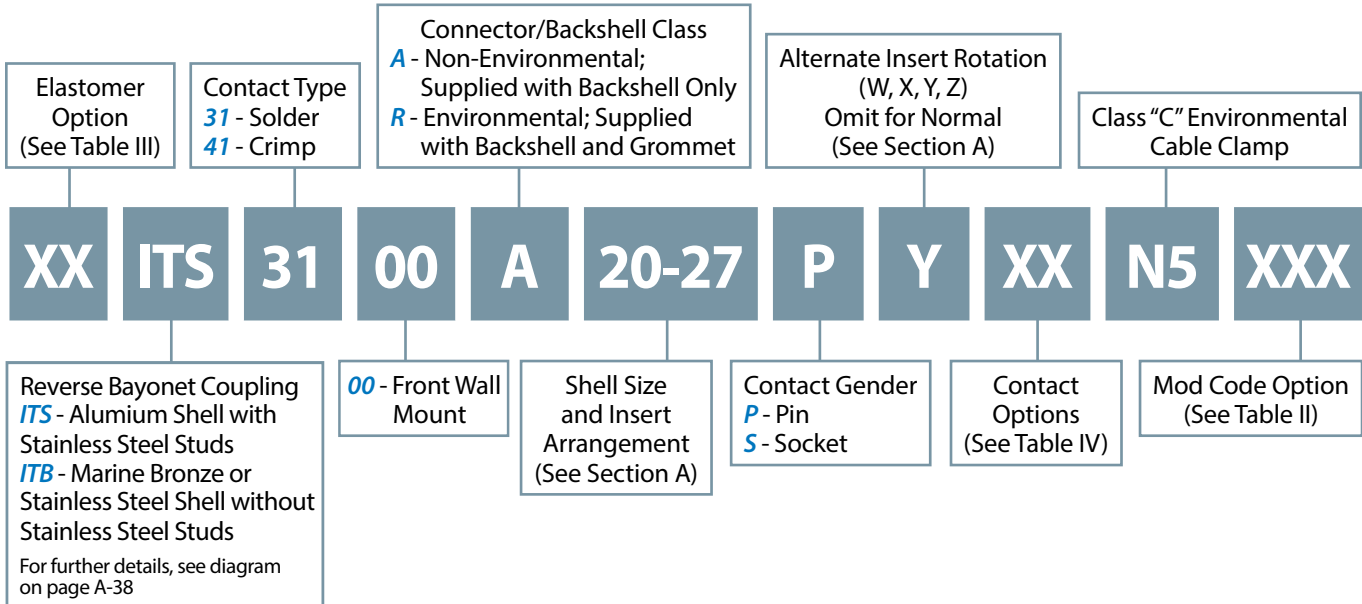 Elastomer
Option
(See Table III)
Contact Type
31 - Solder
41 - Crimp
Connector/Backshell Class
A - Non-Environmental;
Supplied with Backshell Only
R - Environmental; Supplied
with Backshell and Grommet
Alternate Insert Rotation
(W, X, Y, Z)
Omit for Normal
(See Section A)
Class "C" Environmental
Cable Clamp
XX ITS 31 00 A 20-27 P Y XX N5 XXX
Reverse Bayonet Coupling
ITS - Alumium Shell with
Stainless Steel Studs
ITB - Marine Bronze or
Stainless Steel Shell without
Stainless Steel Studs
For further details, see diagram
on page A-38
00 - Front Wall
Mount
Shell Size
and Insert
Arrangement
(See Section A)
Contact Gender
P - Pin
S - Socket
Contact
Options
(See Table IV)
Mod Code Option
(See Table II)